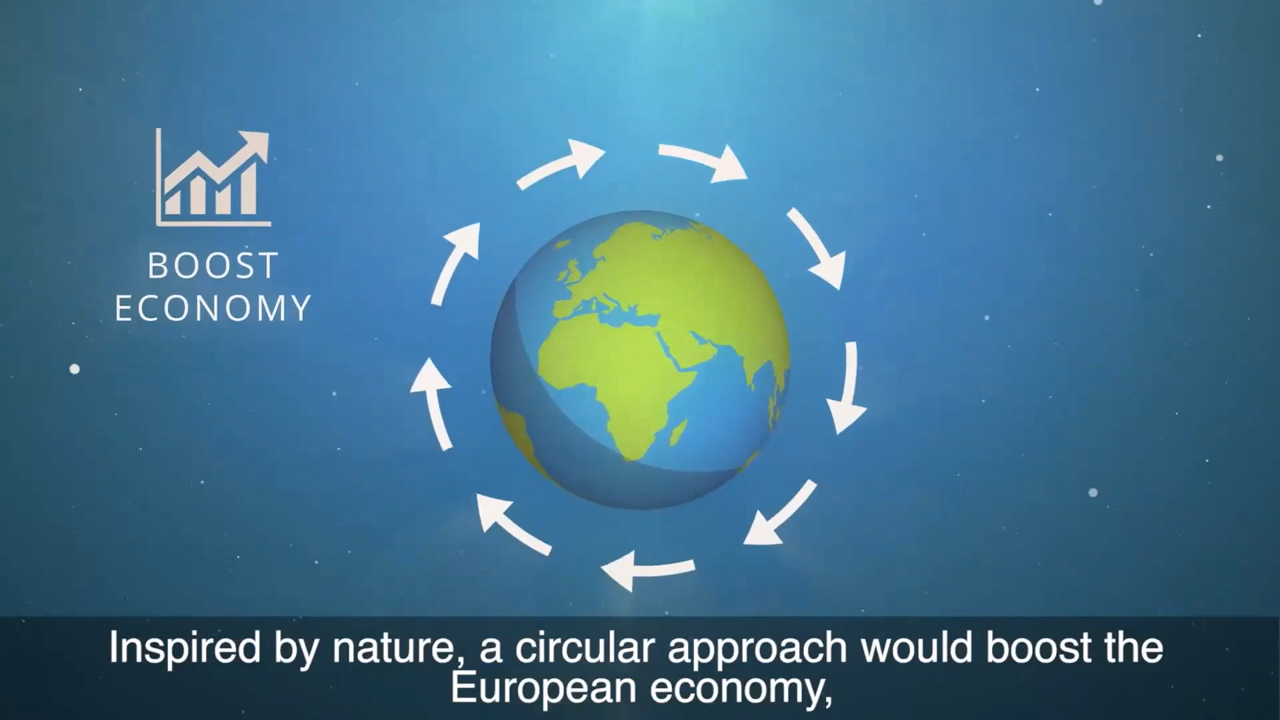 BOOST
ECONOMY
Inspired by nature, a circular approach would boost the
European economy,